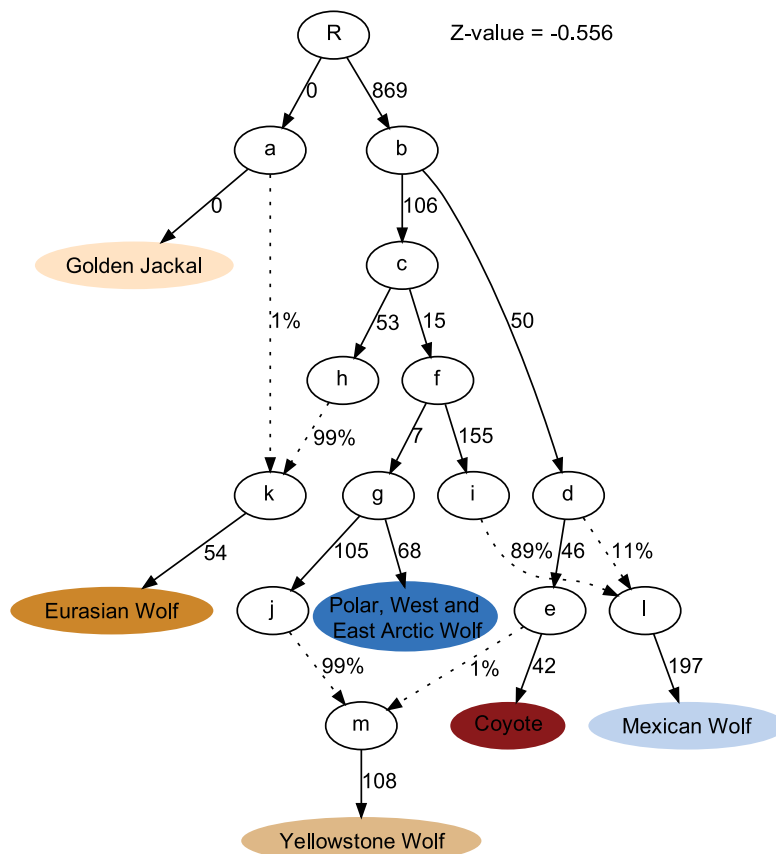 R
Z-value = -0.556
0
869
a
b
0
106
Golden Jackal
c
1%
53
15
50
h
f
99%
7
155
k
g
i
d
54
105
68
89%
46
11%
Eurasian Wolf
j
Polar, West and
East Arctic Wolf
e
l
99%
1%
42
197
m
Coyote
Mexican Wolf
108
Yellowstone Wolf